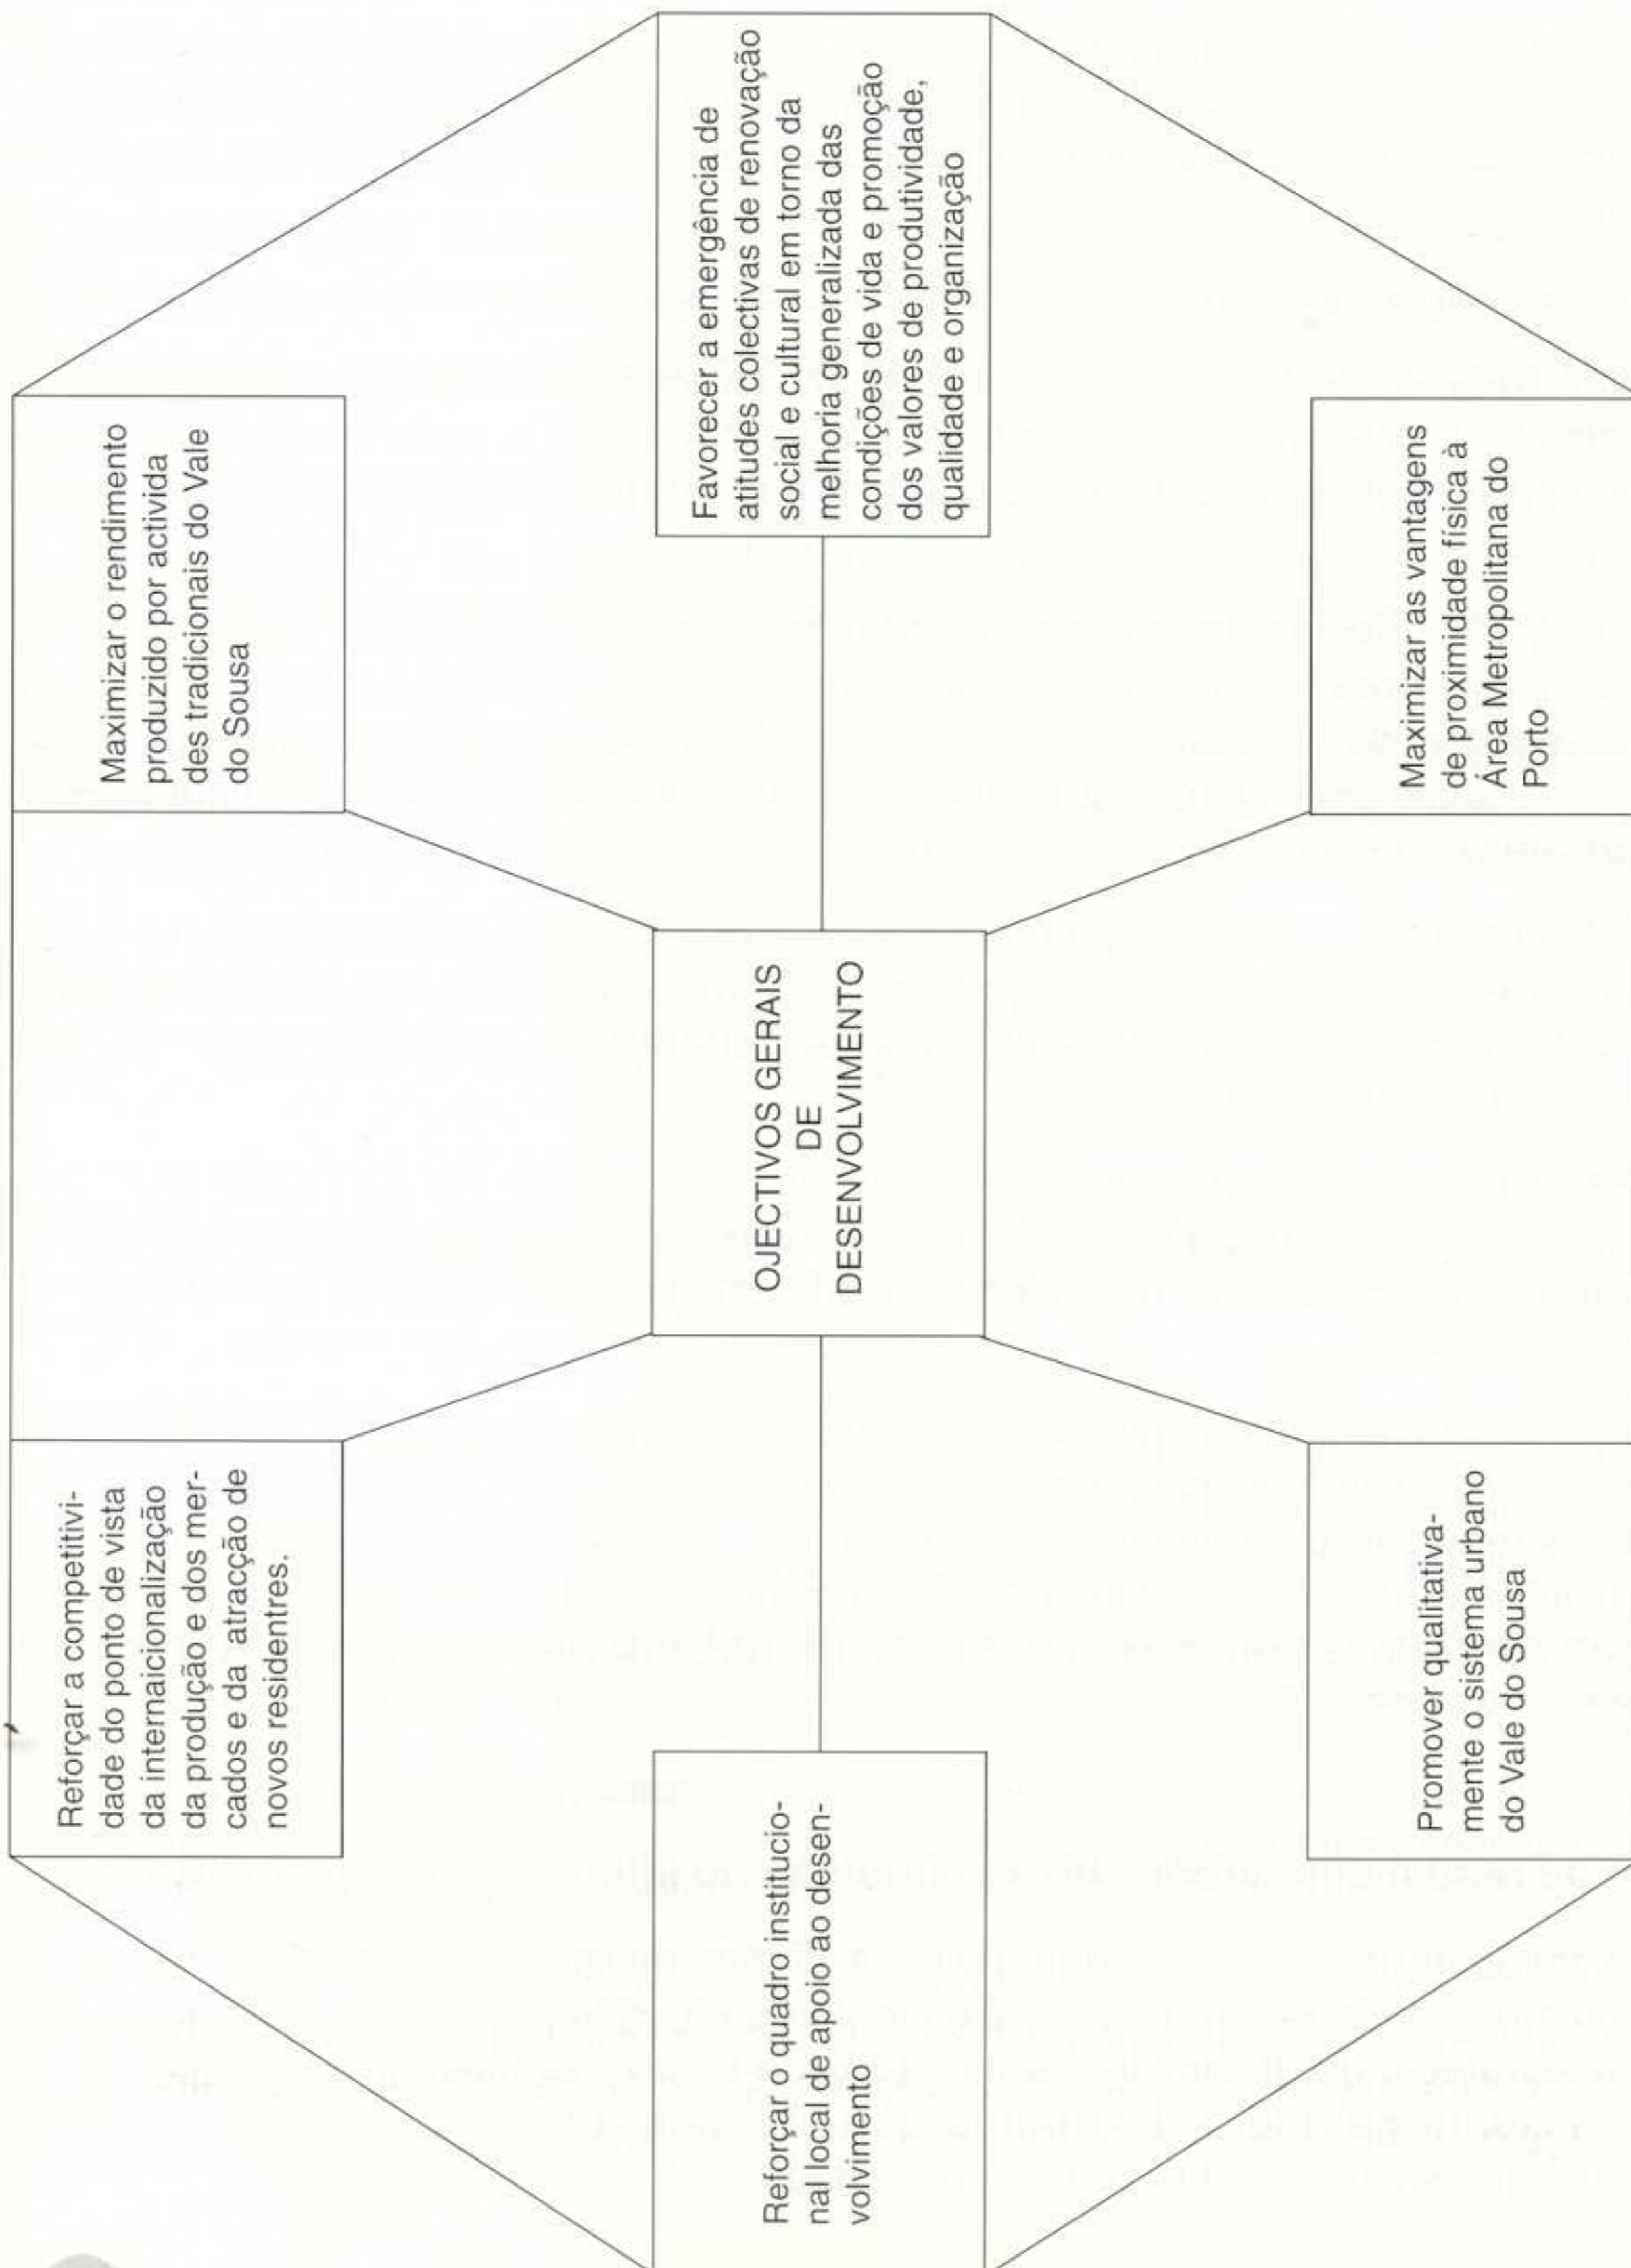 Reforçar a competitivi-
dade do ponto de vista
da internaicionalização
da produção e dos mer-
cados e da atracção de
novos residentres.
Maximizar o rendimento
produzido por activida
des tradicionais do Vale
do Sousa
Reforçar o quadro institucio-
nal local de apoio ao desen-
volvimento
OJECTIVOS GERAIS
DE
DESENVOLVIMENTO
Favorecer a emergência de
atitudes colectivas de renovação
social e cultural em torno da
melhoria generalizada das
condições de vida e promoção
dos valores de produtividade,
qualidade e organização
Promover qualitativa-
mente o sistema urbano
do Vale do Sousa
Maximizar as vantagens
de proximidade física à
Área Metropolitana do
Porto